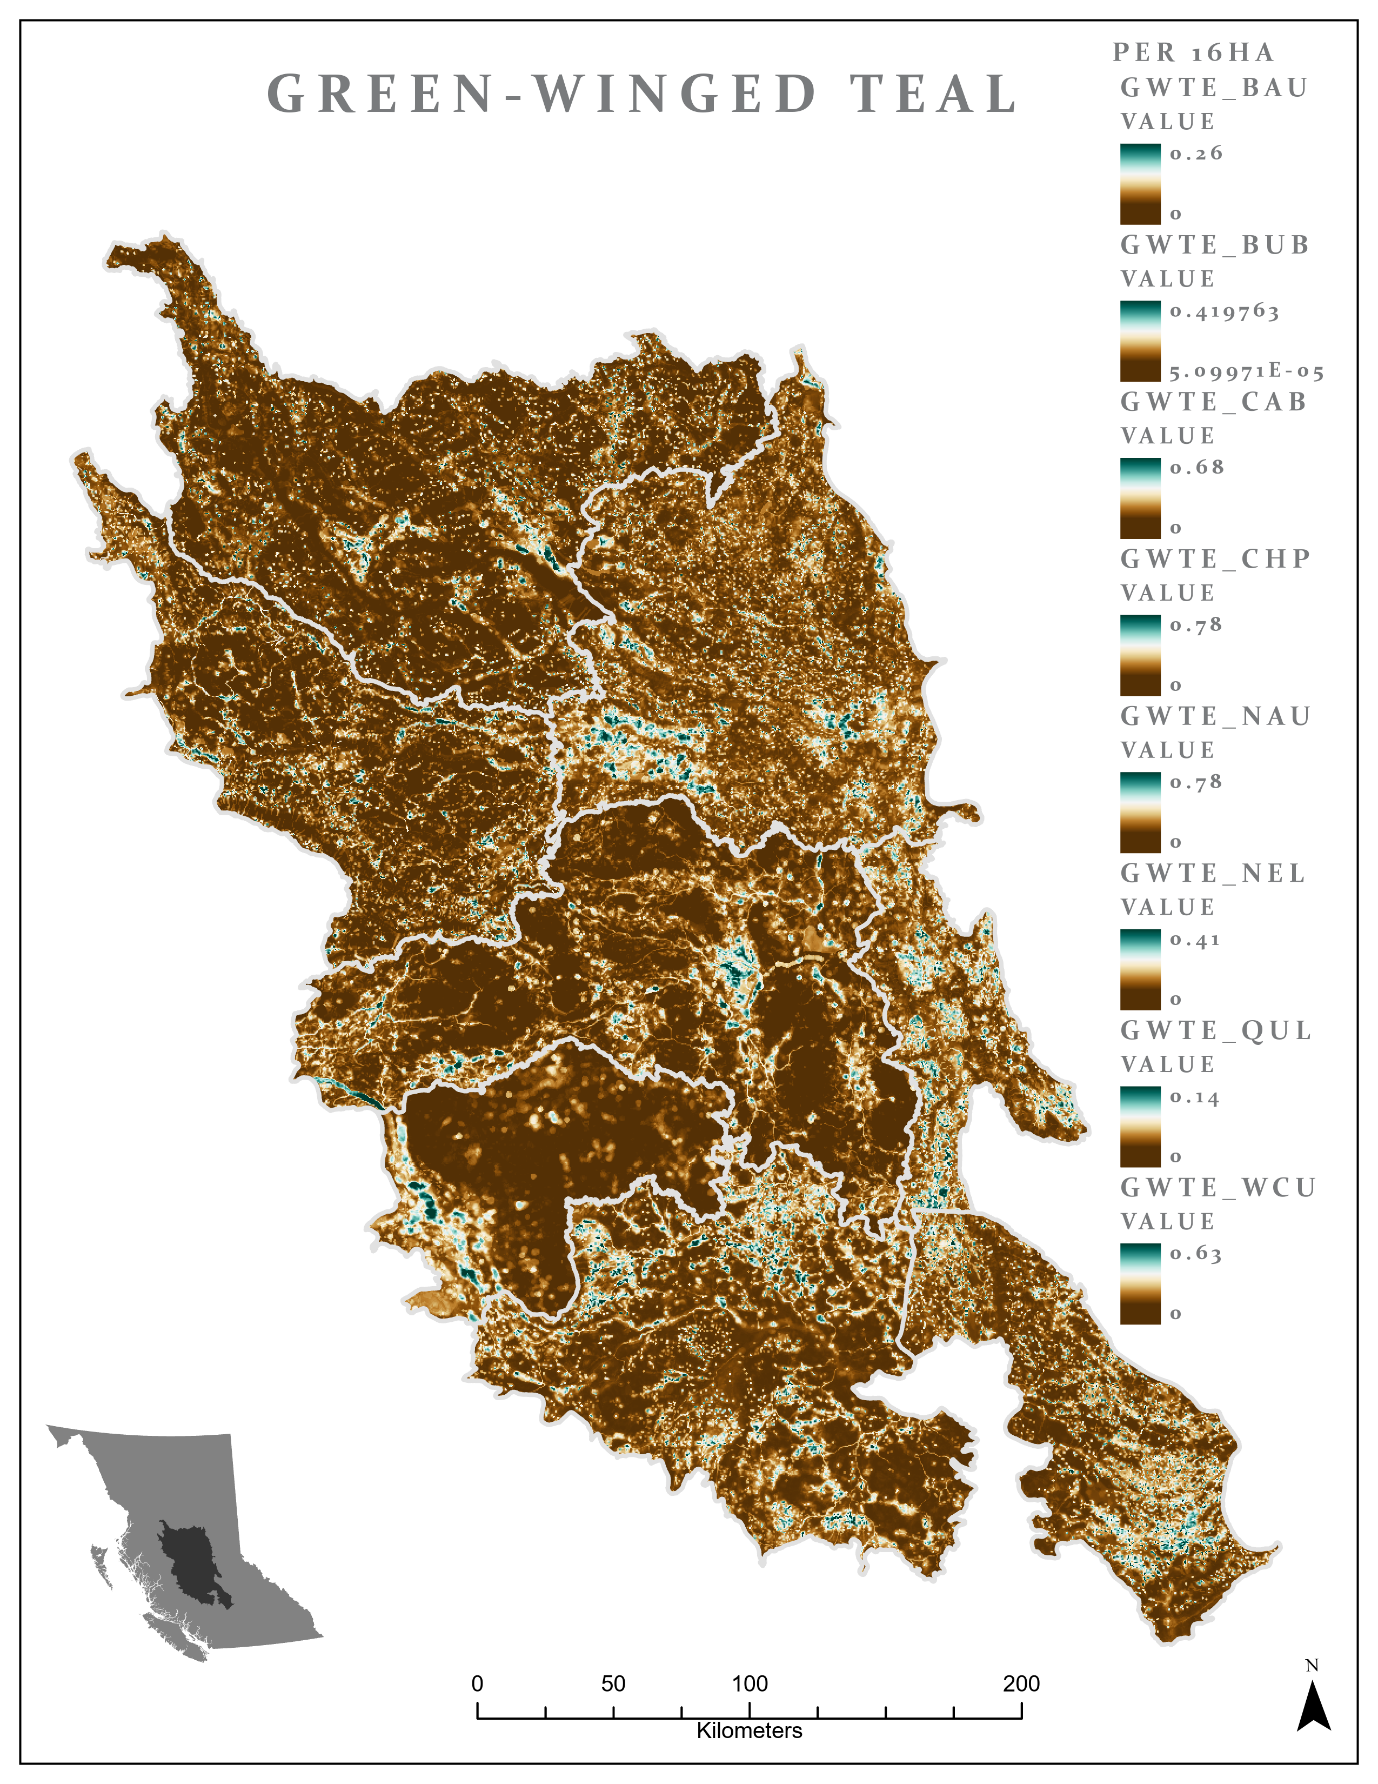 GREEN-WINGED TEAL
PER 16HA
GWTE_BAU
VALUE
0.26
0
GWTE_BUB
VALUE
0.419763
5.09971E-05
GWTE_CAB
VALUE
0.68
0
GWTE_CHP
VALUE
0.78
0
GWTE_NAU
VALUE
0.78
0
GWTE_NEL
VALUE
0.41
0
GWTE_QUL
VALUE
0.14
0
GWTE_WCU
VALUE
0.63
0
N
0 50 100 200
Kilometers